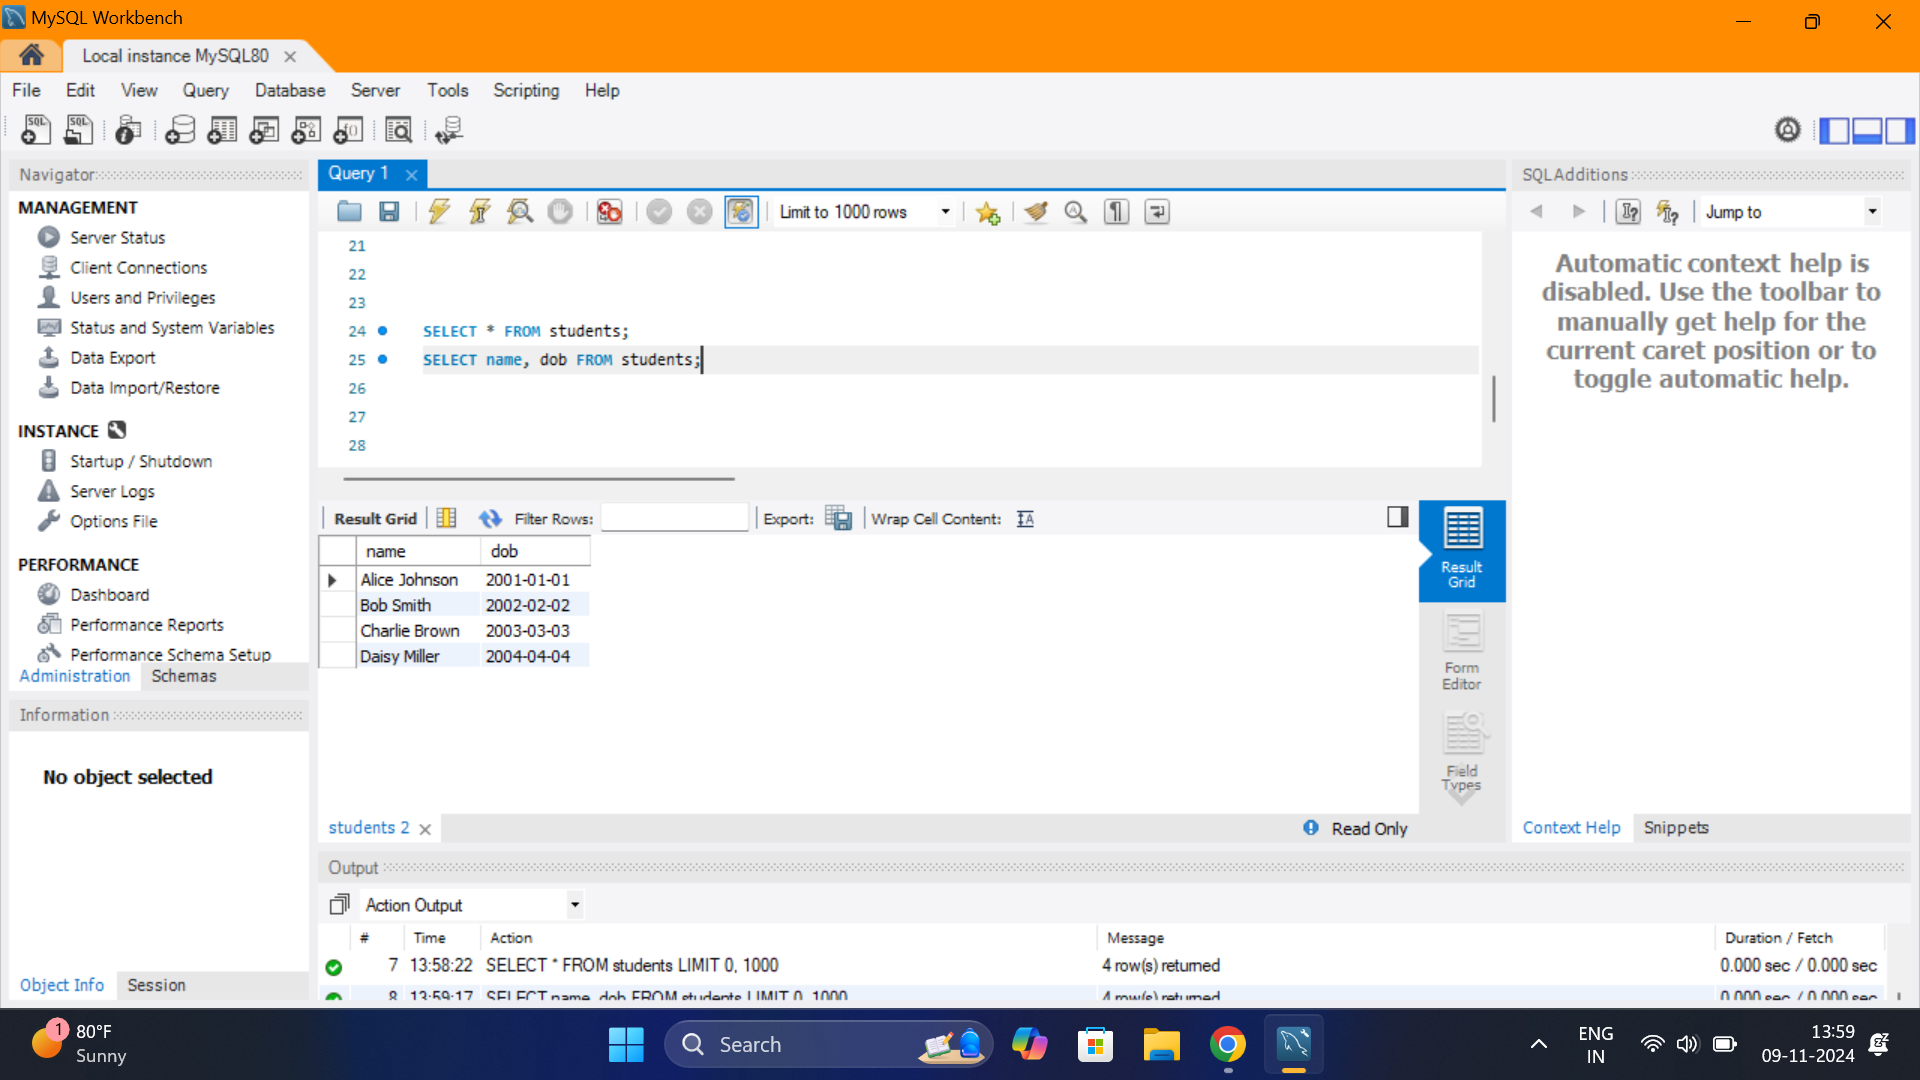 MySQL Workbench
Local instance MySQL80
File Edit View Query Database Server Tools Scripting Help
Navigator
MANAGEMENT
Server Status
Client Connections
Users and Privileges
Status and System Variables
Data Export
Data Import/Restore
INSTANCE
Startup / Shutdown
Server Logs
Options File
PERFORMANCE
Dashboard
Performance Reports
Performance Schema Setup
Administration Schemas
Information
No object selected
Object Info Session
Query 1
Limit to 1000 rows
21
22
23
24 SELECT * FROM students;
25 SELECT name, dob FROM students;
26
27
28
Result Grid Filter Rows: Export: Wrap Cell Content:
name dob
Alice Johnson 2001-01-01
Bob Smith 2002-02-02
Charlie Brown 2003-03-03
Daisy Miller 2004-04-04
Result
Grid
Form
Editor
Field
Types
students 2
Read Only
SQLAdditions
Jump to
Automatic context help is
disabled. Use the toolbar to
manually get help for the
current caret position or to
toggle automatic help.
Context Help Snippets
Output
Action Output
# Time Action Message Duration / Fetch
7 13:58:22 SELECT * FROM students LIMIT 0, 1000 4 row(s) returned 0.000 sec / 0.000 sec
8 13:59:17 SELECT name, dob FROM students LIMIT 0, 1000 4 row(s) returned 0.000 sec / 0.000 sec
1
80°F
Sunny
Search
ENG
IN
13:59
09-11-2024